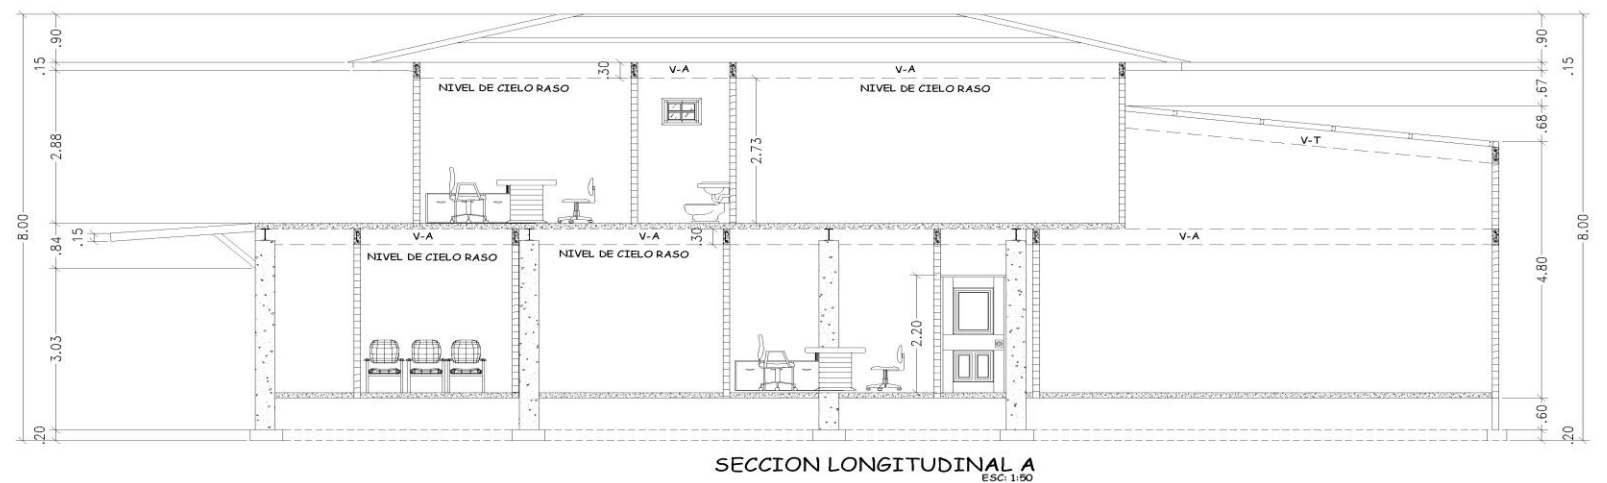 .90
.15
2.88
8.00
.15
.84
3.03
.20
.30
V-A
V-A
NIVEL DE CIELO RASO
NIVEL DE CIELO RASO
2.73
V-T
V-A
V-A
.30
V-A
NIVEL DE CIELO RASO
NIVEL DE CIELO RASO
2.20
.90
.15
.67
.68
8.00
4.80
.60
.20
SECCION LONGITUDINAL A
ESC: 1:50